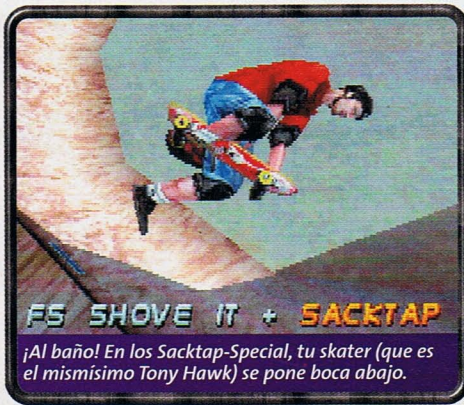 FS SHOVE IT + SACKTAP
¡Al baño! En los Sacktap-Special, tu skater (que es
el mismísimo Tony Hawk) se pone boca abajo.